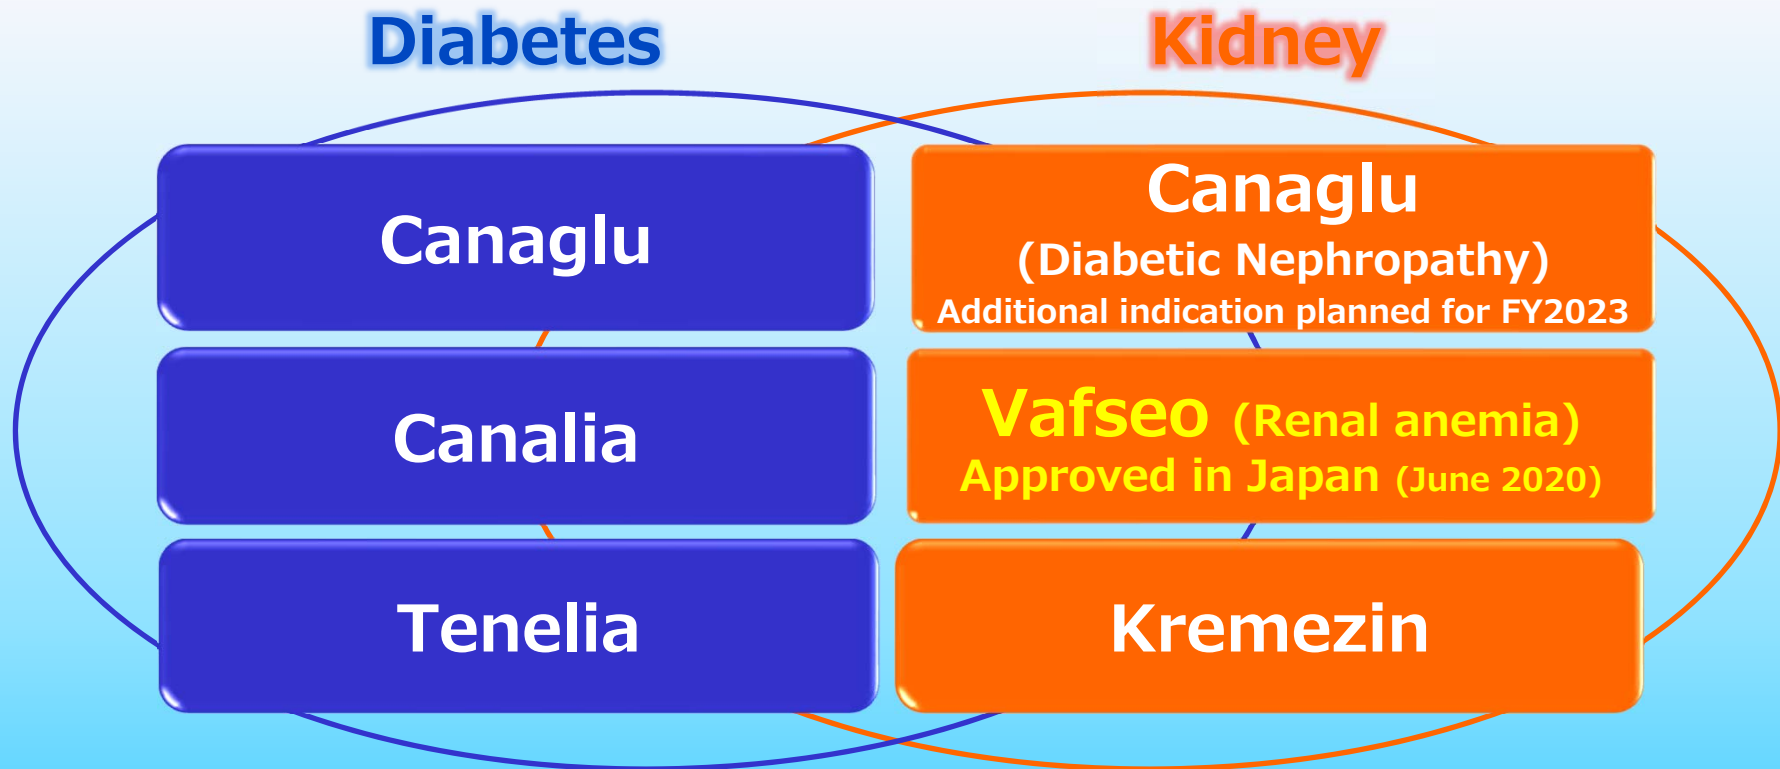 Diabetes
Kidney
Canaglu
Canalia
Tenelia
Canaglu
(Diabetic Nephropathy)
Additional indication planned for FY2023
Vafseo (Renal anemia)
Approved in Japan (June 2020)
Kremezin